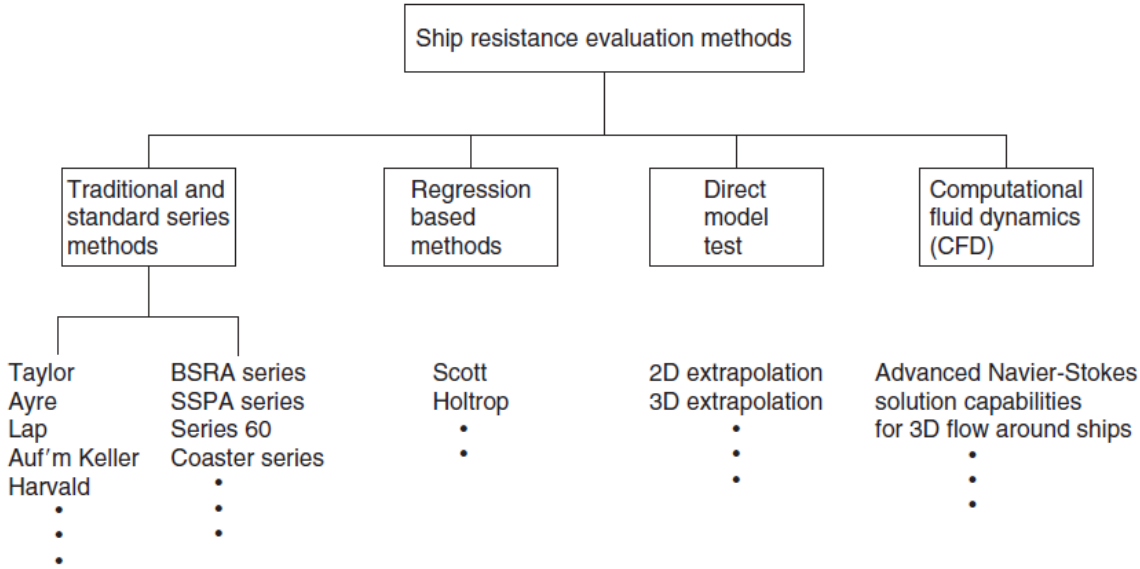 Ship resistance evaluation methods
Traditional and
standard series
methods
Regression
based
methods
Direct
model
test
Computational
fluid dynamics
(CFD)
Taylor
Ayre
Lap
Auf'm Keller
Harvald
•
•
•
BSRA series
SSPA series
Series 60
Coaster series
•
•
•
Scott
Holtrop
•
•
2D extrapolation
3D extrapolation
•
•
•
Advanced Navier-Stokes
solution capabilities
for 3D flow around ships
•
•
•